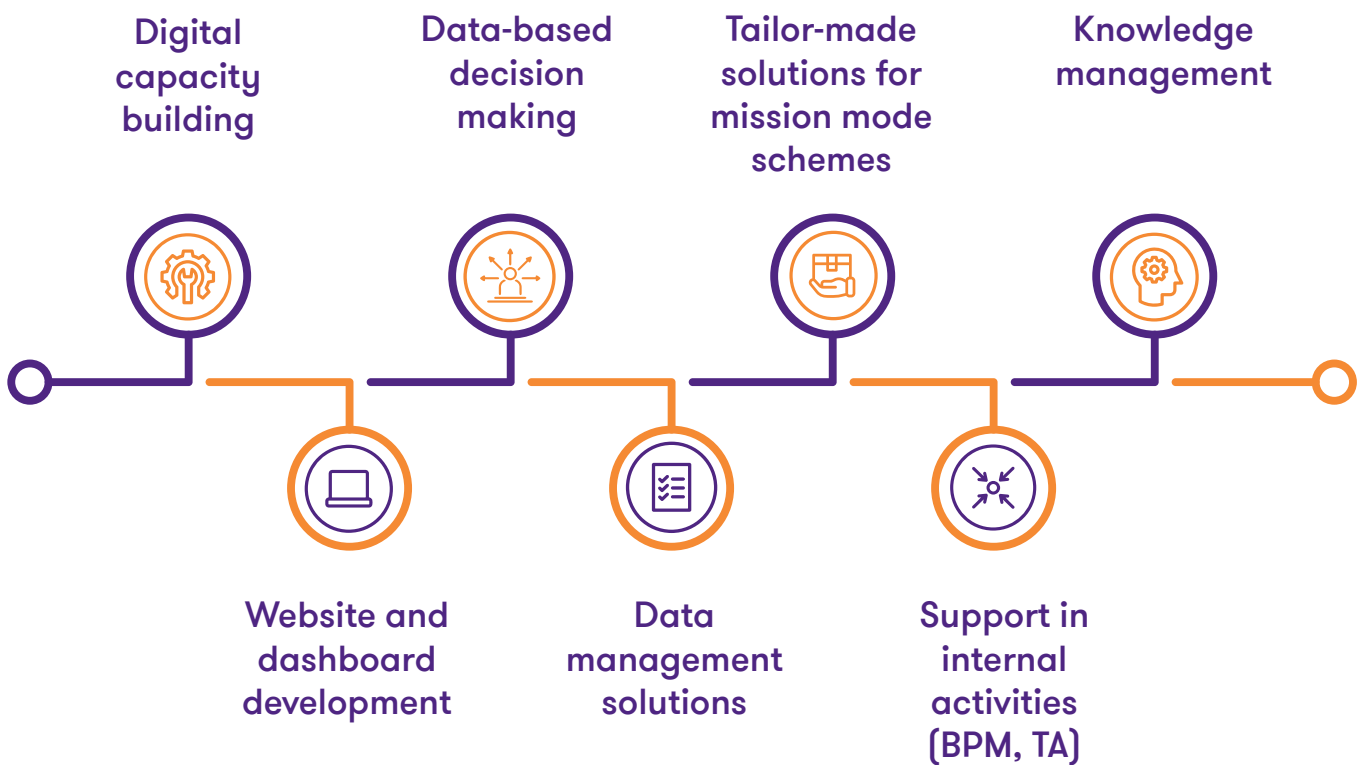 Digital
capacity
building
Data-based
decision
making
Tailor-made
solutions for
mission mode
schemes
Knowledge
management
Website and
dashboard
development
Data
management
solutions
Support in
internal
activities
(BPM, TA)